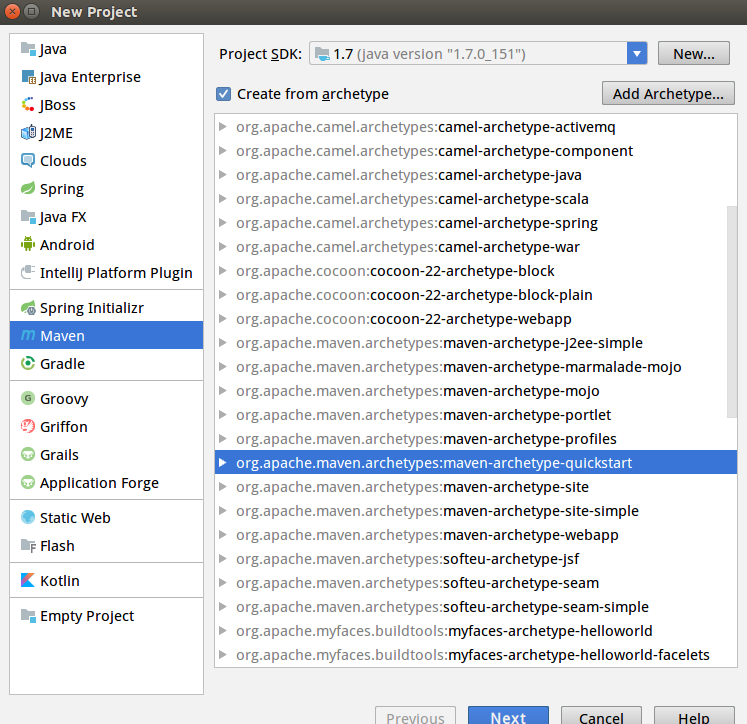 New Project
Java
Java Enterprise
JBoss
J2ME
Clouds
Spring
Java FX
Android
IntelliJ Platform Plugin
Spring Initializr
Maven
Gradle
Groovy
Griffon
Grails
Application Forge
Static Web
Flash
Kotlin
Empty Project
Project SDK: 1.7 (java version "1.7.0_151") New...
Create from archetype Add Archetype...
org.apache.camel.archetypes:camel-archetype-activemq
org.apache.camel.archetypes:camel-archetype-component
org.apache.camel.archetypes:camel-archetype-java
org.apache.camel.archetypes:camel-archetype-scala
org.apache.camel.archetypes:camel-archetype-spring
org.apache.camel.archetypes:camel-archetype-war
org.apache.cocoon:cocoon-22-archetype-block
org.apache.cocoon:cocoon-22-archetype-block-plain
org.apache.cocoon:cocoon-22-archetype-webapp
org.apache.maven.archetypes:maven-archetype-j2ee-simple
org.apache.maven.archetypes:maven-archetype-marmalade-mojo
org.apache.maven.archetypes:maven-archetype-mojo
org.apache.maven.archetypes:maven-archetype-portlet
org.apache.maven.archetypes:maven-archetype-profiles
org.apache.maven.archetypes:maven-archetype-quickstart
org.apache.maven.archetypes:maven-archetype-site
org.apache.maven.archetypes:maven-archetype-site-simple
org.apache.maven.archetypes:maven-archetype-webapp
org.apache.maven.archetypes:softeu-archetype-jsf
org.apache.maven.archetypes:softeu-archetype-seam
org.apache.maven.archetypes:softeu-archetype-seam-simple
org.apache.myfaces.buildtools:myfaces-archetype-helloworld
org.apache.myfaces.buildtools:myfaces-archetype-helloworld-facelets
Previous Next Cancel Help